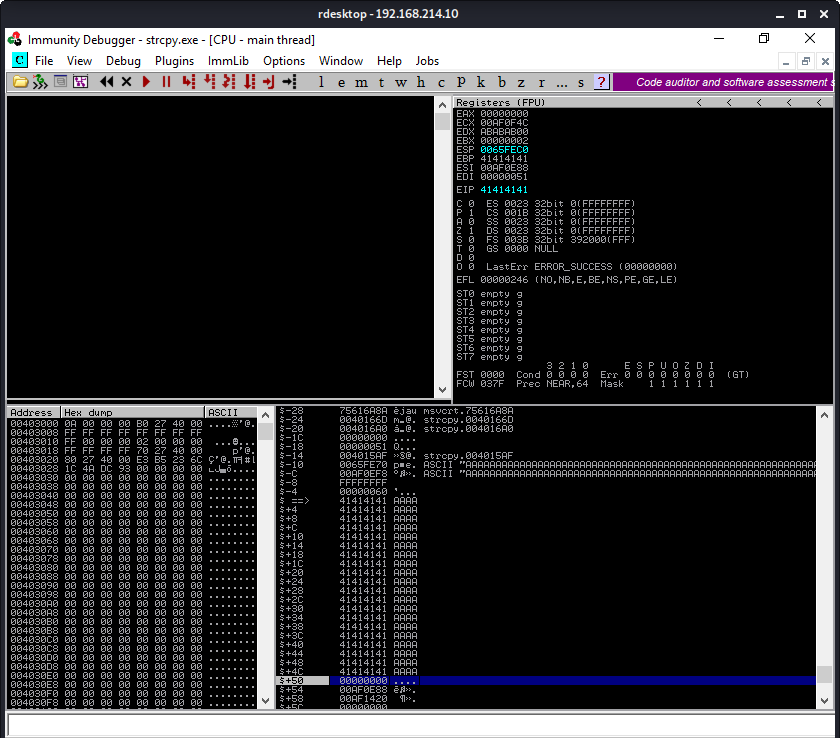 rdesktop - 192.168.214.10
Immunity Debugger - strcpy.exe - [CPU - main thread]
C File View Debug Plugins ImmLib Options Window Help Jobs
l e m t w h c P k b z r ... s ? Code auditor and software assessment s
Registers (FPU) < < < < <
EAX 00000000
ECX 00AF0F4C
EDX ABABAB00
EBX 00000002
ESP 0065FEC0
EBP 41414141
ESI 00AF0E88
EDI 00000051
EIP 41414141
C 0 ES 0023 32bit 0(FFFFFFFF)
P 1 CS 001B 32bit 0(FFFFFFFF)
A 0 SS 0023 32bit 0(FFFFFFFF)
Z 1 DS 0023 32bit 0(FFFFFFFF)
S 0 FS 003B 32bit 392000(FFF)
T 0 GS 0000 NULL
D 0
O 0 LastErr ERROR_SUCCESS (00000000)
EFL 00000246 (NO,NB,E,BE,NS,PE,GE,LE)
ST0 empty g
ST1 empty g
ST2 empty g
ST3 empty g
ST4 empty g
ST5 empty g
ST6 empty g
ST7 empty g
3 2 1 0 E S P U O Z D I
FST 0000 Cond 0 0 0 0 Err 0 0 0 0 0 0 0 0 (GT)
FCW 037F Prec NEAR,64 Mask 1 1 1 1 1 1
Address Hex dump ASCII
00403000 0A 00 00 00 B0 27 40 00
00403008 FF FF FF FF FF FF FF FF
00403010 FF 00 00 00 02 00 00 00
00403018 FF FF FF FF 70 27 40 00
00403020 80 27 40 00 E3 B5 23 6C
00403028 1C 4A DC 93 00 00 00 00
00403030 00 00 00 00 00 00 00 00 ........
00403038 00 00 00 00 00 00 00 00 ........
00403040 00 00 00 00 00 00 00 00 ........
00403048 00 00 00 00 00 00 00 00 ........
00403050 00 00 00 00 00 00 00 00 ........
00403058 00 00 00 00 00 00 00 00 ........
00403060 00 00 00 00 00 00 00 00 ........
00403068 00 00 00 00 00 00 00 00 ........
00403070 00 00 00 00 00 00 00 00 ........
00403078 00 00 00 00 00 00 00 00 ........
00403080 00 00 00 00 00 00 00 00 ........
00403088 00 00 00 00 00 00 00 00 ........
00403090 00 00 00 00 00 00 00 00 ........
00403098 00 00 00 00 00 00 00 00 ........
004030A0 00 00 00 00 00 00 00 00 ........
004030A8 00 00 00 00 00 00 00 00 ........
004030B0 00 00 00 00 00 00 00 00 ........
004030B8 00 00 00 00 00 00 00 00 ........
004030C0 00 00 00 00 00 00 00 00 ........
004030C8 00 00 00 00 00 00 00 00 ........
004030D0 00 00 00 00 00 00 00 00 ........
004030D8 00 00 00 00 00 00 00 00 ........
004030E0 00 00 00 00 00 00 00 00 ........
004030E8 00 00 00 00 00 00 00 00 ........
004030F0 00 00 00 00 00 00 00 00 ........
004030F8 00 00 00 00 00 00 00 00 ........
$-28 75616A8A èjau msvcrt.75616A8A
$-24 0040166D m_@. strcpy.0040166D
$-20 004016A0 strcpy.004016A0
$-1C 00000000 ....
$-18 00000051 Q...
$-14 004015AF strcpy.004015AF
$-10 0065FE70 ASCII "AAAAAAAAAAAAAAAAAAAAAAAAAAAAAAAAAAAAAAAAAAAAAAAAAAAAAAAA
$-C 00AF0EF8 ASCII "AAAAAAAAAAAAAAAAAAAAAAAAAAAAAAAAAAAAAAAAAAAAAAAAAAAAAAAA
$-8 FFFFFFFF
$-4 00000060 `...
$ ==> 41414141 AAAA
$+4 41414141 AAAA
$+8 41414141 AAAA
$+C 41414141 AAAA
$+10 41414141 AAAA
$+14 41414141 AAAA
$+18 41414141 AAAA
$+1C 41414141 AAAA
$+20 41414141 AAAA
$+24 41414141 AAAA
$+28 41414141 AAAA
$+2C 41414141 AAAA
$+30 41414141 AAAA
$+34 41414141 AAAA
$+38 41414141 AAAA
$+3C 41414141 AAAA
$+40 41414141 AAAA
$+44 41414141 AAAA
$+48 41414141 AAAA
$+4C 41414141 AAAA
$+50 00000000 ....
$+54 00AF0E88
$+58 00AF1420
$+5C 00000000